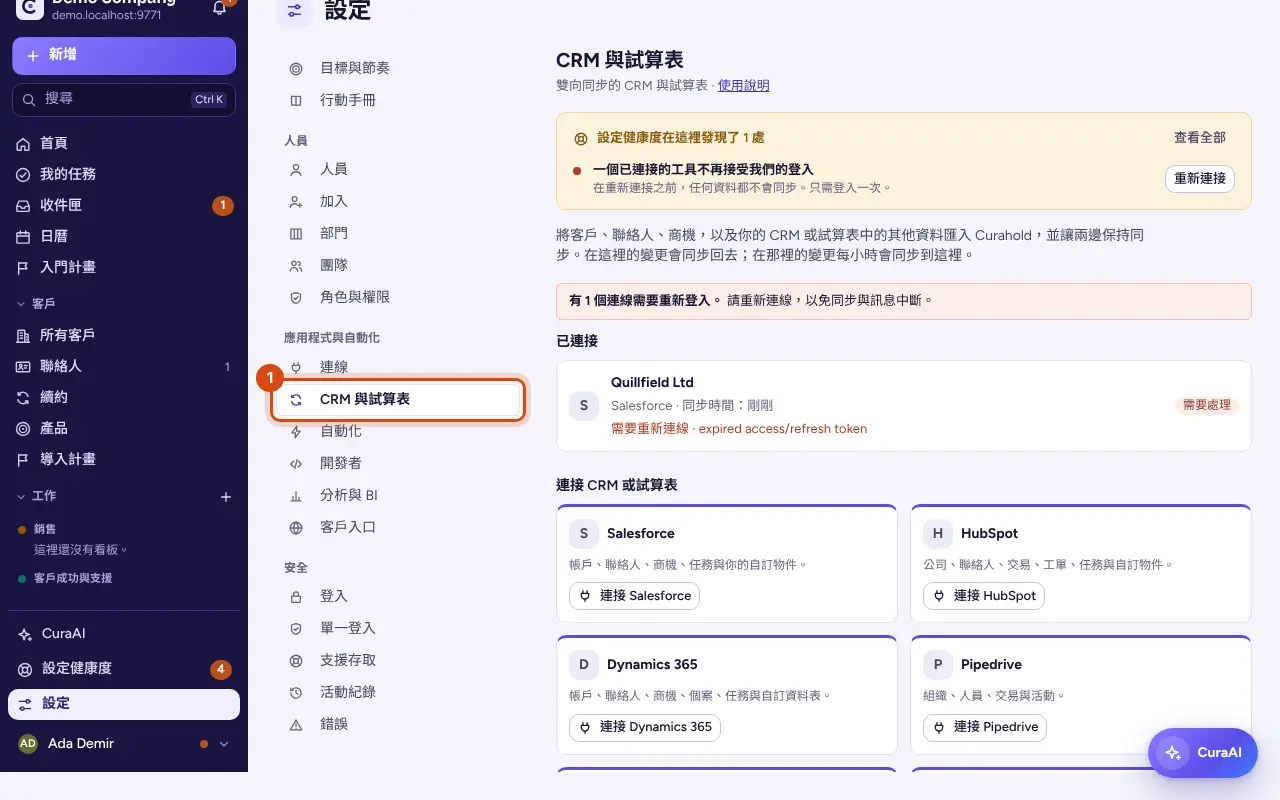 Demo Company
demo.localhost:9771
新增
搜尋
Ctrl K
首頁
我的任務
收件匣
1
日曆
入門計畫
客戶
所有客戶
聯絡人
1
續約
產品
導入計畫
工作
銷售
這裡還沒有看板。
客戶成功與支援
CuraAI
設定健康度
4
設定
AD
Ada Demir
設定
目標與節奏
行動手冊
人員
人員
加入
部門
團隊
角色與權限
應用程式與自動化
連線
1
CRM 與試算表
自動化
開發者
分析與 BI
客戶入口
安全
登入
單一登入
支援存取
活動紀錄
錯誤
CRM 與試算表
雙向同步的 CRM 與試算表 · 使用說明
設定健康度在這裡發現了 1 處
查看全部
一個已連接的工具不再接受我們的登入
在重新連接之前，任何資料都不會同步。只需登入一次。
重新連接
將客戶、聯絡人、商機，以及你的 CRM 或試算表中的其他資料匯入 Curahold，並讓兩邊保持同
步。在這裡的變更會同步回去；在那裡的變更每小時會同步到這裡。
有 1 個連線需要重新登入。 請重新連線，以免同步與訊息中斷。
已連接
S
Quillfield Ltd
Salesforce · 同步時間：剛剛
需要重新連線 · expired access/refresh token
需要處理
連接 CRM 或試算表
S
Salesforce
帳戶、聯絡人、商機、任務與你的自訂物件。
連接 Salesforce
H
HubSpot
公司、聯絡人、交易、工單、任務與自訂物件。
連接 HubSpot
D
Dynamics 365
帳戶、聯絡人、商機、個案、任務與自訂資料表。
連接 Dynamics 365
P
Pipedrive
組織、人員、交易與活動。
連接 Pipedrive
CuraAI